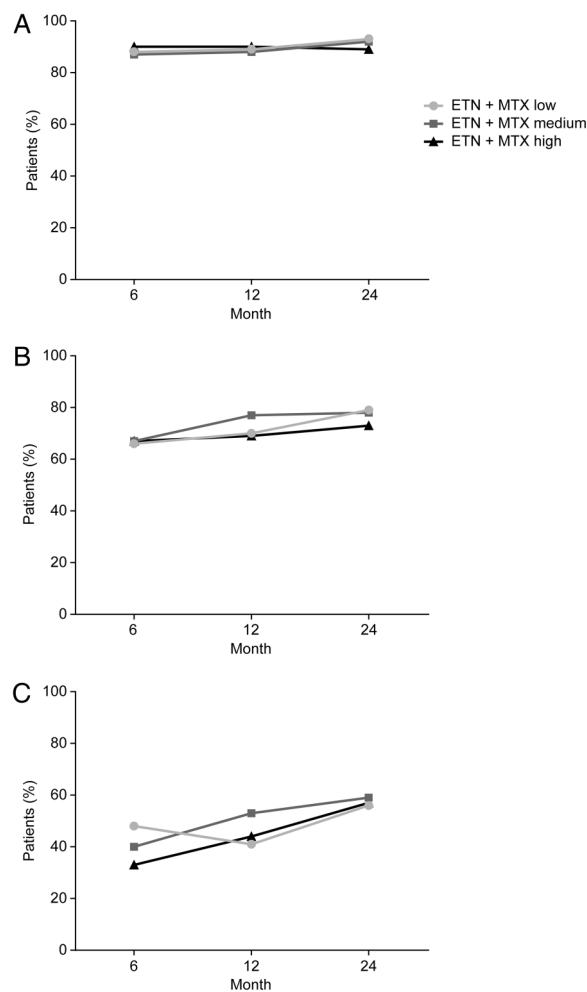 A
100
80
60
40
20
0
Patients (%)
6 12 24
Month
ETN + MTX low
ETN + MTX medium
ETN + MTX high
B
100
80
60
40
20
0
Patients (%)
6 12 24
Month
C
100
80
60
40
20
0
Patients (%)
6 12 24
Month